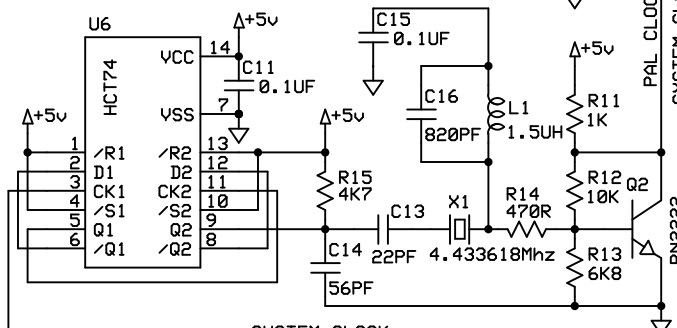 U6
+5v
C15
0.1UF
14
VCC
C11
0.1UF
HCT74
7
VSS
+5v
PAL CLOC
+5v
+5v
R11
1K
C16
820PF
L1
1.5UH
1 /R1
2 D1
3 CK1
4 /S1
5 Q1
6 /Q1
/R2 13
D2 12
CK2 11
/S2 10
Q2 9
/Q2 8
R15
4K7
C13
22PF
X1
4.433618Mhz
R14
470R
R12
10K
Q2
C14
56PF
R13
6K8
SYSTEM CLOCK